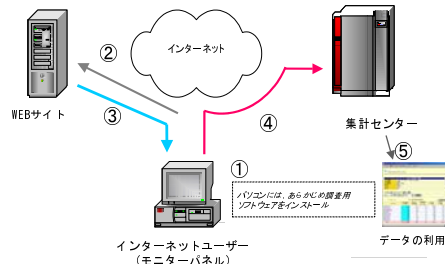 ②
インターネット
WEBサイト
③
④
集計センター
①
⑤
パソコンには、あらかじめ調査用
ソフトウェアをインストール
データの利用
インターネットユーザー
(モニターパネル)